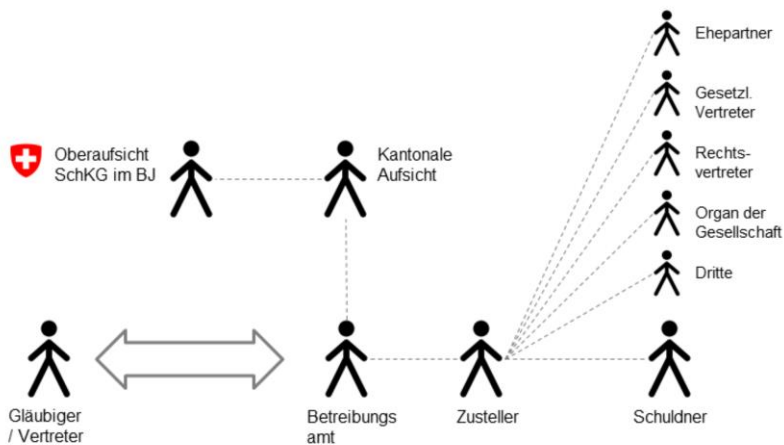 Ehepartner
Gesetzl.
Vertreter
Oberaufsicht
SchKG im BJ
Kantonale
Aufsicht
Rechts-
vertreter
Organ der
Gesellschaft
Dritte
Gläubiger
/ Vertreter
Betreibungs
amt
Zusteller
Schuldner